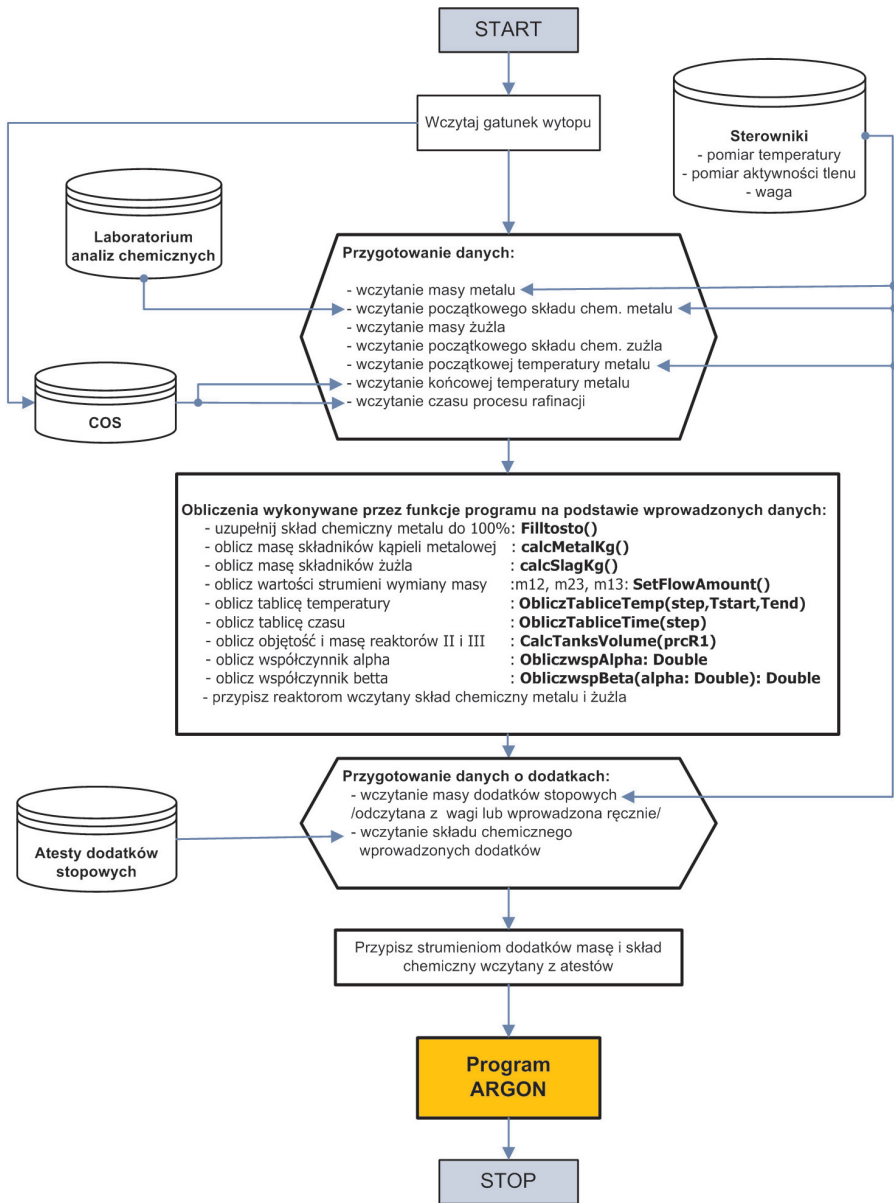 START
Wczytaj gatunek wytopu
Sterowniki
- pomiar temperatury
- pomiar aktywności tlenu
- waga
Laboratorium
analiz chemicznych
Przygotowanie danych:
- wczytanie masy metalu
- wczytanie początkowego składu chem. metalu
- wczytanie masy żużla
- wczytanie początkowego składu chem. zużla
- wczytanie początkowej temperatury metalu
- wczytanie końcowej temperatury metalu
- wczytanie czasu procesu rafinacji
COS
Obliczenia wykonywane przez funkcje programu na podstawie wprowadzonych danych:
- uzupełnij skład chemiczny metalu do 100%: Filltosto()
- oblicz masę składników kąpieli metalowej : calcMetalKg()
- oblicz masę składników żużla : calcSlagKg()
- oblicz wartości strumieni wymiany masy :m12, m23, m13: SetFlowAmount()
- oblicz tablicę temperatury : ObliczTabliceTemp(step,Tstart,Tend)
- oblicz tablicę czasu : ObliczTabliceTime(step)
- oblicz objętość i masę reaktorów II i III : CalcTanksVolume(prcR1)
- oblicz współczynnik alpha : ObliczwspAlpha: Double
- oblicz współczynnik betta : ObliczwspBeta(alpha: Double): Double
- przypisz reaktorom wczytany skład chemiczny metalu i żużla
Przygotowanie danych o dodatkach:
- wczytanie masy dodatków stopowych
/odczytana z wagi lub wprowadzona ręcznie/
- wczytanie składu chemicznego
wprowadzonych dodatków
Atesty dodatków
stopowych
Przypisz strumieniom dodatków masę i skład
chemiczny wczytany z atestów
Program
ARGON
STOP